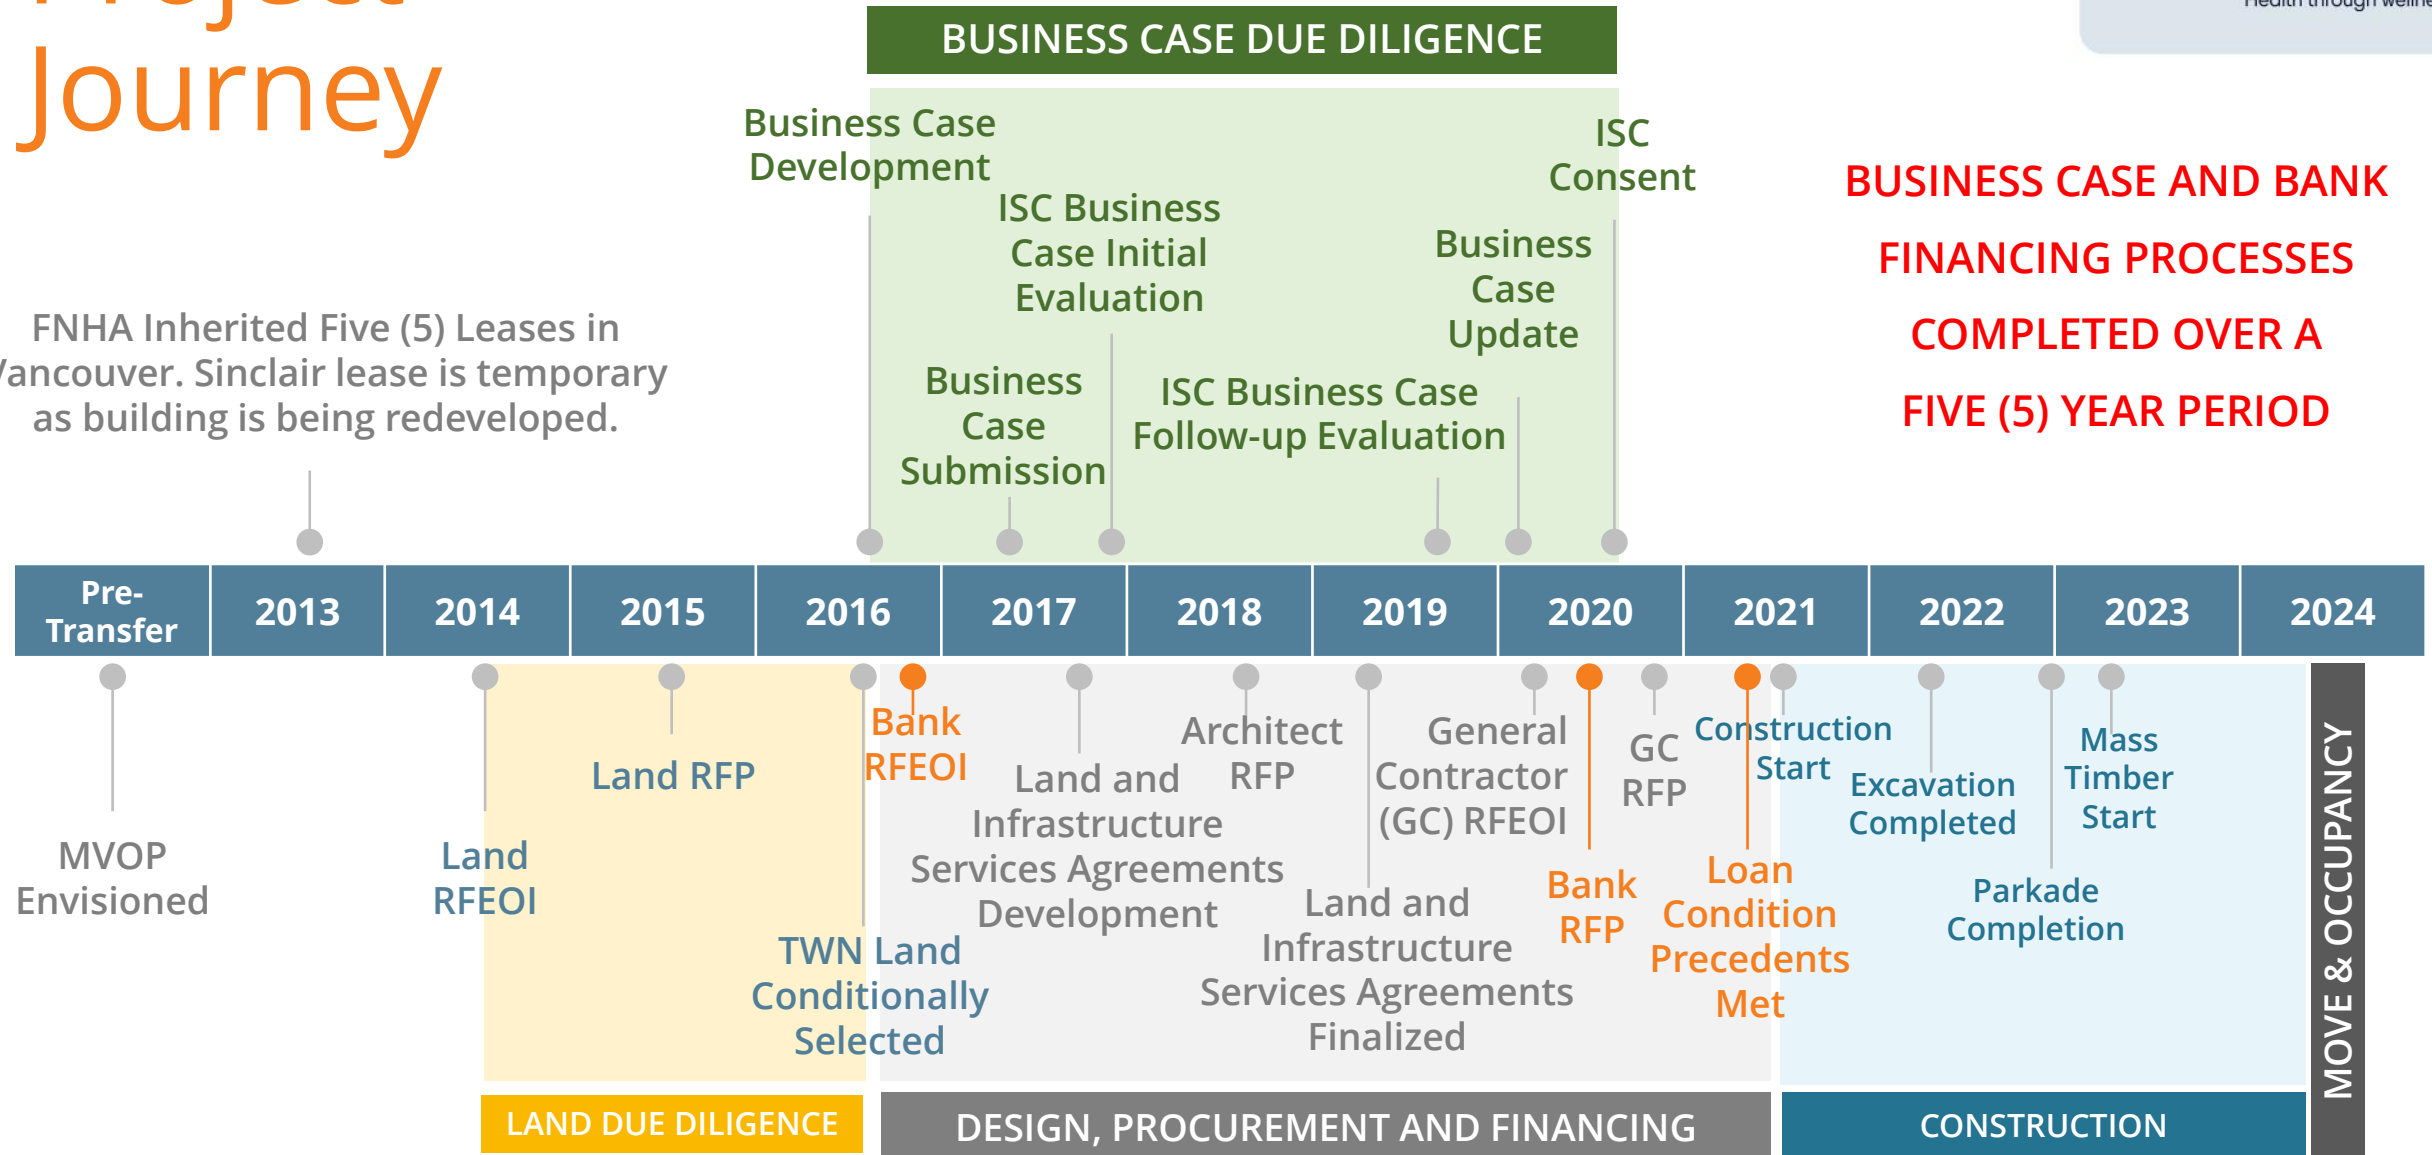 Project
Journey
Health through wellne
BUSINESS CASE DUE DILIGENCE
Business Case
Development
ISC Business
Case Initial
Evaluation
Business
Case
Submission
ISC Business Case
Follow-up Evaluation
Business
Case
Update
ISC
Consent
BUSINESS CASE AND BANK
FINANCING PROCESSES
COMPLETED OVER A
FIVE (5) YEAR PERIOD
FNHA Inherited Five (5) Leases in
Vancouver. Sinclair lease is temporary
as building is being redeveloped.
Pre-
Transfer
2013
2014
2015
2016
2017
2018
2019
2020
2021
2022
2023
2024
MVOP
Envisioned
Land
RFEOI
Land RFP
TWN Land
Conditionally
Selected
Bank
RFEOI
Land and
Infrastructure
Services Agreements
Development
Architect
RFP
Land and
Infrastructure
Services Agreements
Finalized
General
Contractor
(GC) RFEOI
Bank
RFP
GC
RFP
Loan
Condition
Precedents
Met
Construction
Start
Excavation
Completed
Parkade
Completion
Mass
Timber
Start
MOVE & OCCUPANCY
LAND DUE DILIGENCE
DESIGN, PROCUREMENT AND FINANCING
CONSTRUCTION